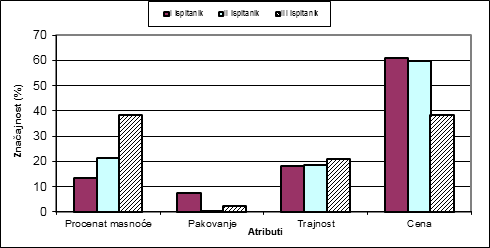 I ispitanik II ispitanik III ispitanik
70
60
50
40
30
20
10
0
Značajnost (%)
Procenat masnoće Pakovanje Trajnost Cena
Atributi